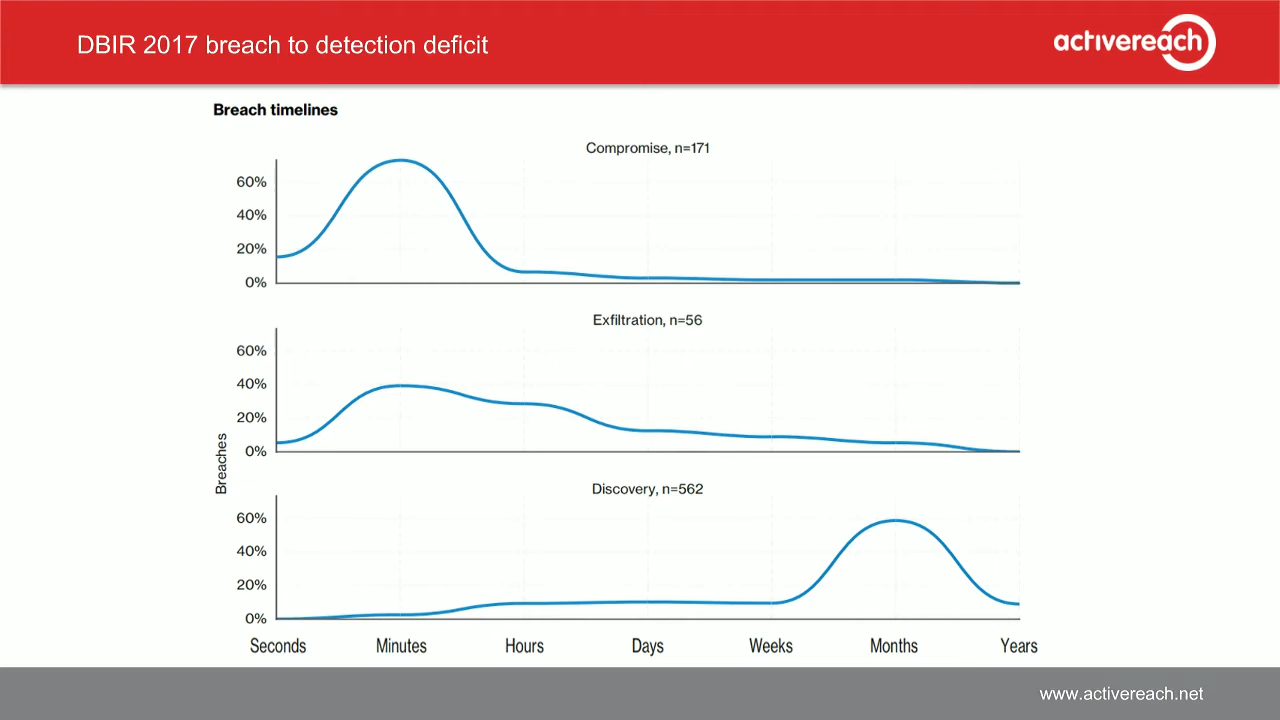 DBIR 2017 breach to detection deficit
activereach
Breach timelines
Compromise, n=171
60%
40%
20%
0%
Exfiltration, n=56
60%
40%
20%
0%
Breaches
Discovery, n=562
60%
40%
20%
0%
Seconds Minutes Hours Days Weeks Months Years
www.activereach.net